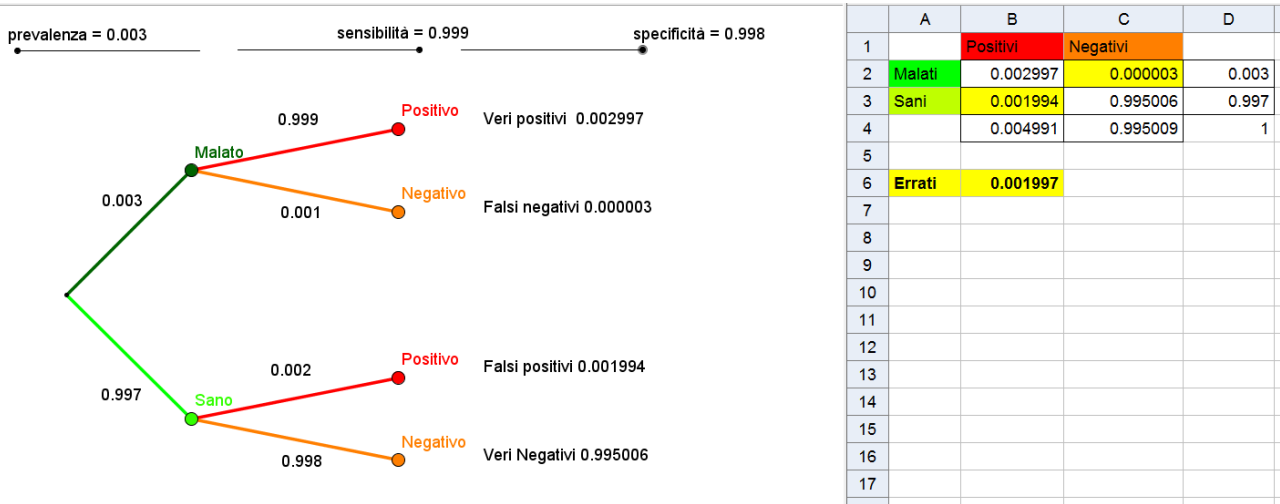 prevalenza = 0.003
sensibilità = 0.999
specificità = 0.998
0.999
Positivo
Veri positivi 0.002997
Malato
0.003
Negativo
0.001
Falsi negativi 0.000003
0.002
Positivo
Falsi positivi 0.001994
0.997
Sano
Negativo
0.998
Veri Negativi 0.995006
A B C D
1 Positivi Negativi
2 Malati 0.002997 0.000003 0.003
3 Sani 0.001994 0.995006 0.997
4 0.004991 0.995009 1
5
6 Errati 0.001997
7
8
9
10
11
12
13
14
15
16
17